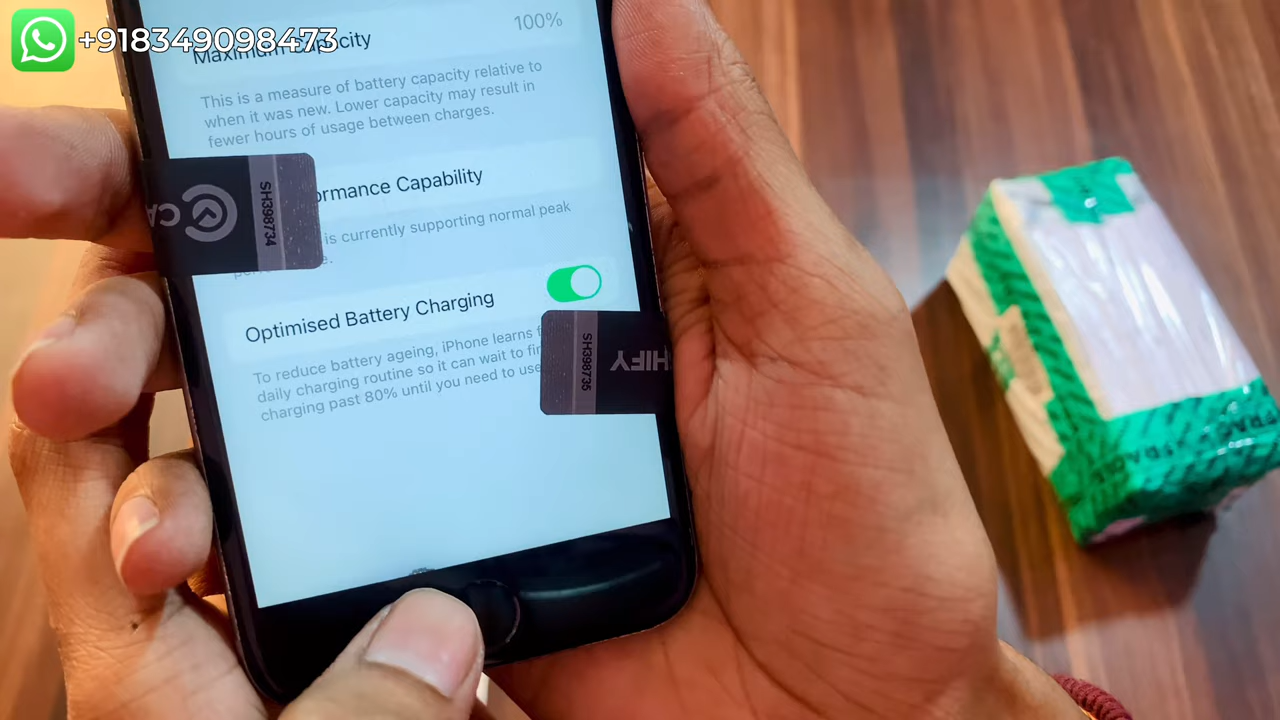 +918349098473
Maximum Capacity
100%
This is a measure of battery capacity relative to
when it was new. Lower capacity may result in
fewer hours of usage between charges.
ormance Capability
is currently supporting normal peak
Optimised Battery Charging
To reduce battery ageing, iPhone learns f
daily charging routine so it can wait to fin
charging past 80% until you need to use
CA
SH398734
SH398735
HIFY